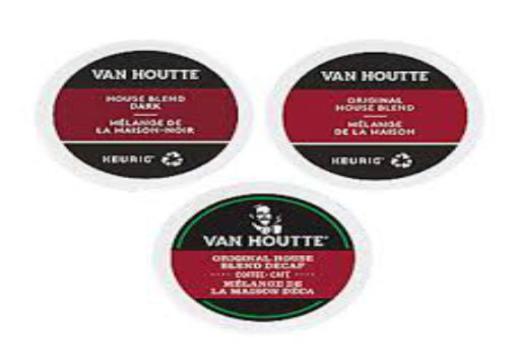 VAN HOUTTE
HOUSE BLEND
DARK
MÉLANGE DE
LA MAISON-NOIR
KEURIG
VAN HOUTTE
ORIGINAL
HOUSE BLEND
MÉLANGE
DE LA MAISON
KEURIG
VAN HOUTTE
ORIGINAL HOUSE
BLEND DECAF
COFFEE-CAFÉ
MÉLANGE DE
LA MAISON DÉCA